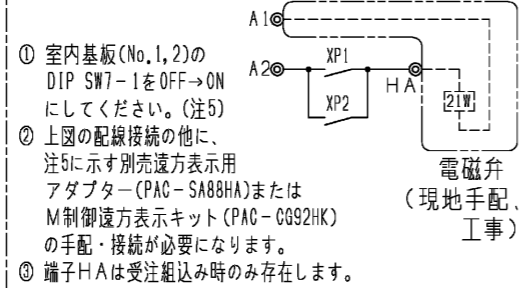 A1
A2
XP1
XP2
HA
21W
① 室内基板(No.1,2)の
DIP SW7-1をOFF→ON
にしてください。(注5)
② 上図の配線接続の他に、
注5に示す別売遠方表示用
アダプター(PAC-SA88HA)または
M制御遠方表示キット(PAC-CG92HK)
の手配・接続が必要になります。
③ 端子HAは受注組込み時のみ存在します。
電磁弁
(現地手配、
工事)